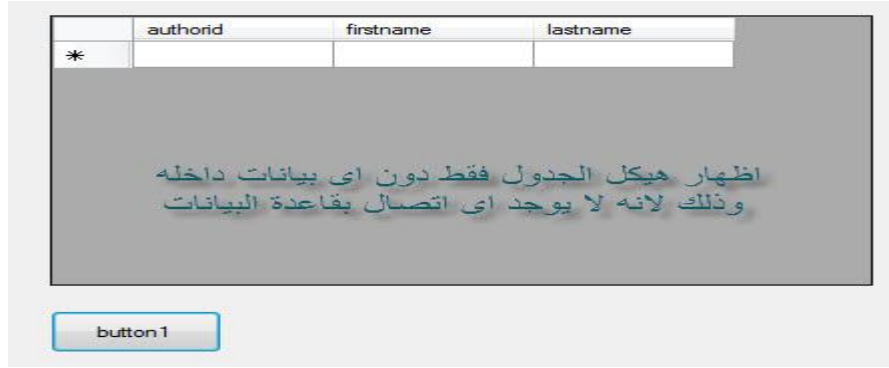 authorid firstname lastname
*
اظهار هيكل الجدول فقط دون اى بيانات داخله
وذلك لانه لا يوجد اى اتصال بقاعدة البيانات
button1